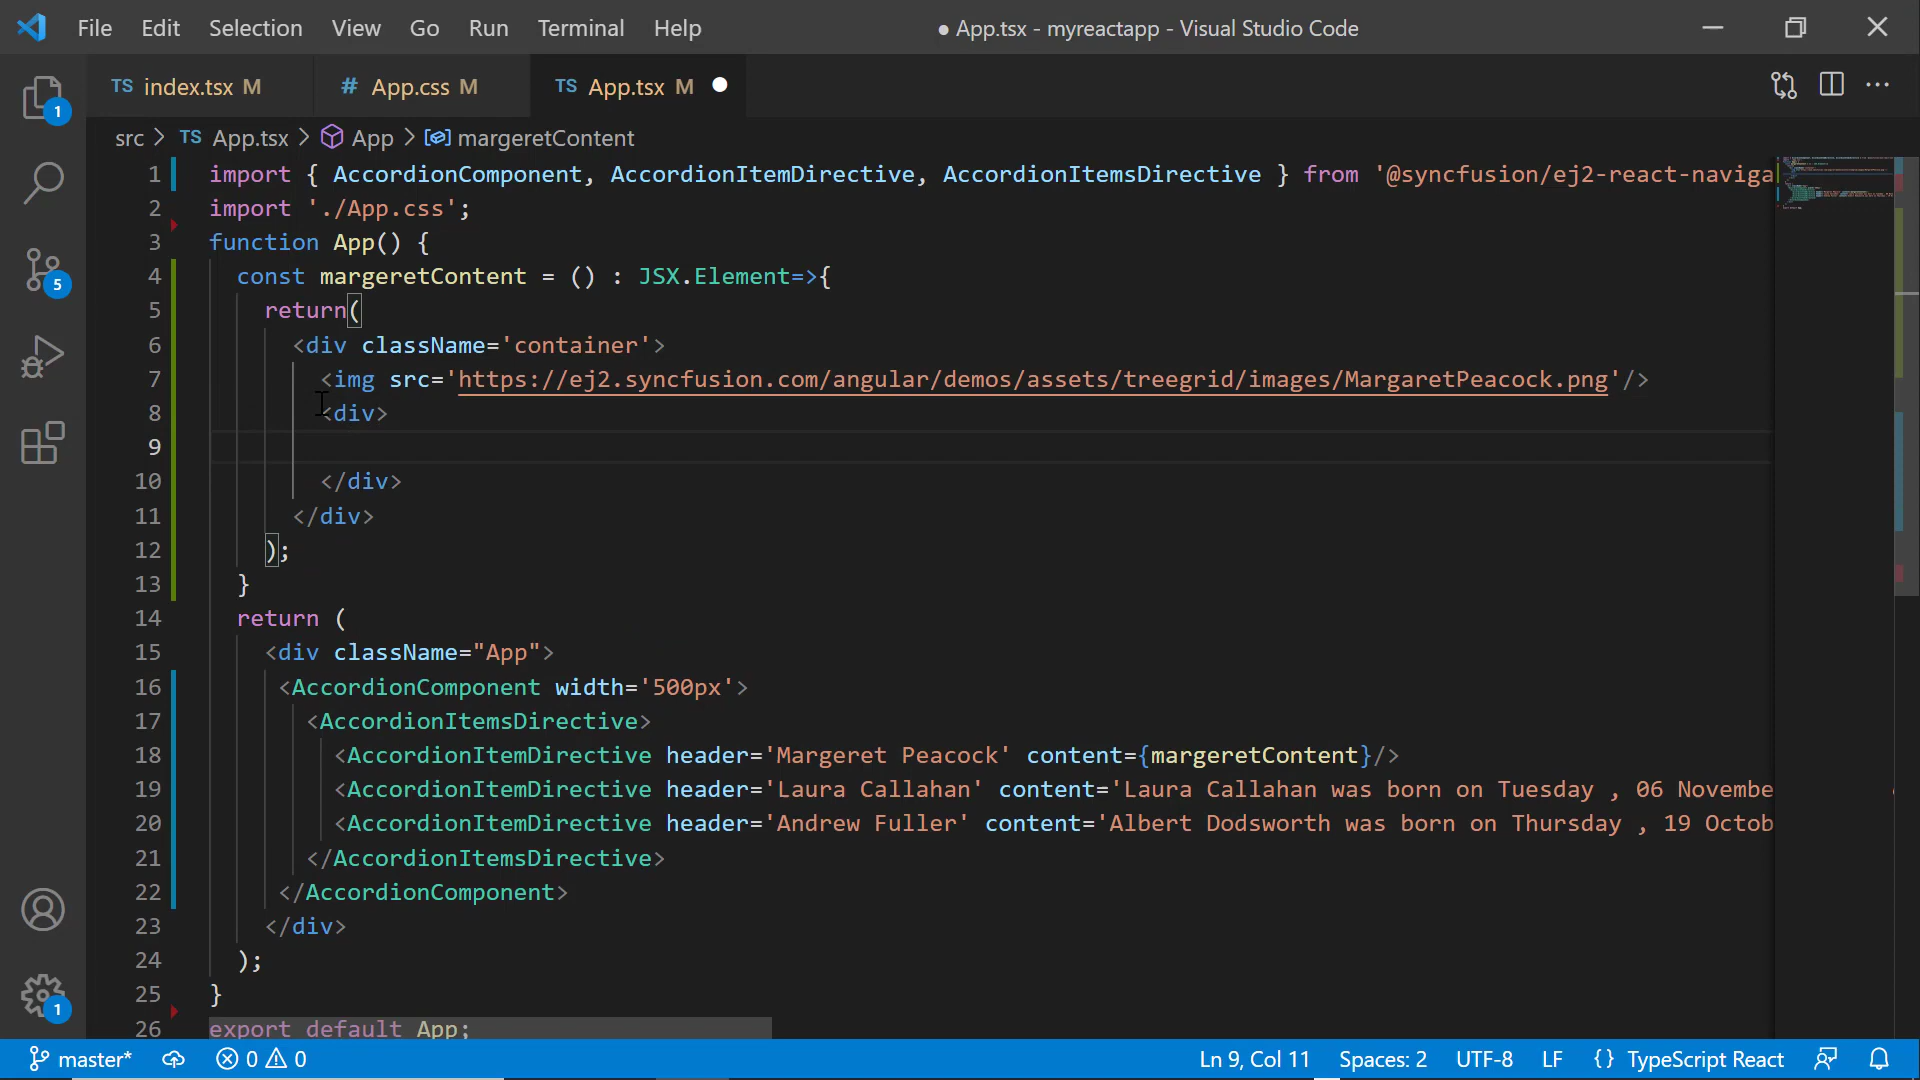 File Edit Selection View Go Run Terminal Help
● App.tsx - myreactapp - Visual Studio Code
TS index.tsx M # App.css M TS App.tsx M
src > TS App.tsx > App > margeretContent
1 import { AccordionComponent, AccordionItemDirective, AccordionItemsDirective } from '@syncfusion/ej2-react-naviga
2 import './App.css';
3 function App() {
4 const margeretContent = () : JSX.Element=>{
5 return(
6 <div className='container'>
7 <img src='https://ej2.syncfusion.com/angular/demos/assets/treegrid/images/MargaretPeacock.png'/>
8 <div>
9
10 </div>
11 </div>
12 );
13 }
14 return (
15 <div className="App">
16 <AccordionComponent width='500px'>
17 <AccordionItemsDirective>
18 <AccordionItemDirective header='Margeret Peacock' content={margeretContent}/>
19 <AccordionItemDirective header='Laura Callahan' content='Laura Callahan was born on Tuesday , 06 Novembe
20 <AccordionItemDirective header='Andrew Fuller' content='Albert Dodsworth was born on Thursday , 19 Octob
21 </AccordionItemsDirective>
22 </AccordionComponent>
23 </div>
24 );
25 }
26 export default App;
1
5
1
master* 0 0 Ln 9, Col 11 Spaces: 2 UTF-8 LF {} TypeScript React